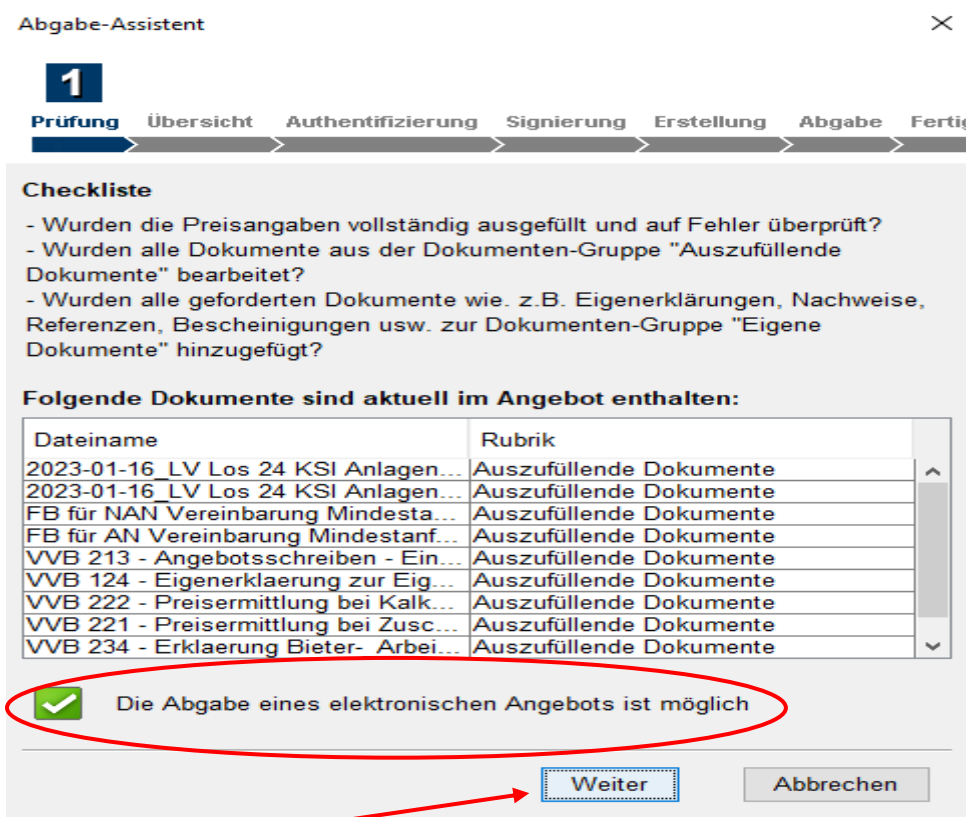 Abgabe-Assistent
1
Prüfung Übersicht Authentifizierung Signierung Erstellung Abgabe Fertig
Checkliste
- Wurden die Preisangaben vollständig ausgefüllt und auf Fehler überprüft?
- Wurden alle Dokumente aus der Dokumenten-Gruppe "Auszufüllende
Dokumente" bearbeitet?
- Wurden alle geforderten Dokumente wie. z.B. Eigenerklärungen, Nachweise,
Referenzen, Bescheinigungen usw. zur Dokumenten-Gruppe "Eigene
Dokumente" hinzugefügt?
Folgende Dokumente sind aktuell im Angebot enthalten:
Dateiname Rubrik
2023-01-16_LV Los 24 KSI Anlagen... Auszufüllende Dokumente
2023-01-16_LV Los 24 KSI Anlagen... Auszufüllende Dokumente
FB für NAN Vereinbarung Mindesta... Auszufüllende Dokumente
FB für AN Vereinbarung Mindestanf... Auszufüllende Dokumente
VVB 213 - Angebotsschreiben - Ein... Auszufüllende Dokumente
VVB 124 - Eigenerklaerung zur Eig... Auszufüllende Dokumente
VVB 222 - Preisermittlung bei Kalk... Auszufüllende Dokumente
VVB 221 - Preisermittlung bei Zusc... Auszufüllende Dokumente
VVB 234 - Erklaerung Bieter- Arbei... Auszufüllende Dokumente
Die Abgabe eines elektronischen Angebots ist möglich
Weiter Abbrechen